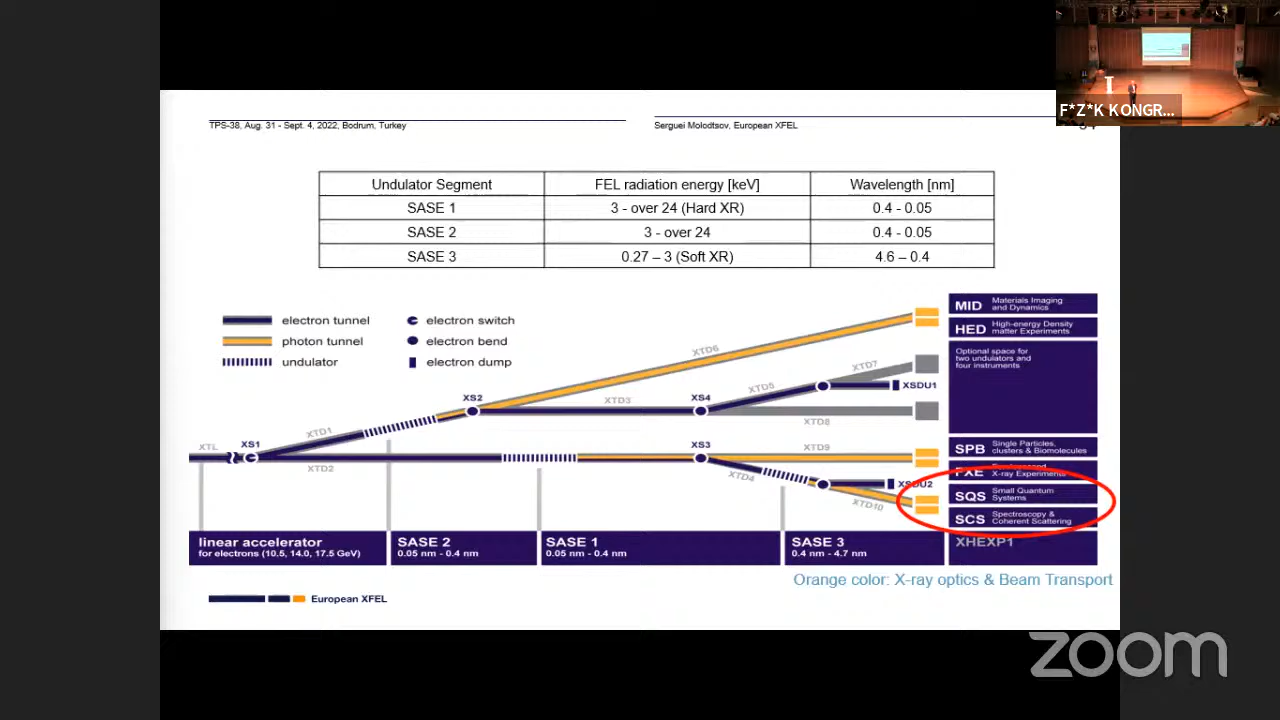 F*Z*K KONGR...
TPS-38, Aug. 31 - Sept. 4, 2022, Bodrum, Turkey
Serguei Molodtsov, European XFEL
Undulator Segment FEL radiation energy [keV] Wavelength [nm]
SASE 1 3 - over 24 (Hard XR) 0.4 - 0.05
SASE 2 3 - over 24 0.4 - 0.05
SASE 3 0.27 – 3 (Soft XR) 4.6 – 0.4
electron tunnel
photon tunnel
undulator
electron switch
electron bend
electron dump
MID Materials Imaging
and Dynamics
HED High-energy Density
matter Experiments
Optional space for
two undulators and
four instruments
SPB Single Particles,
clusters & Biomolecules
FXE
X-ray Experiments
SQS Small Quantum
Systems
SCS Spectroscopy &
Coherent Scattering
XHEXP1
XTD6
XTD7
XSDU1
XS2
XTD3
XS4
XTD5
XTD8
XTL
XS1
XTD1
XTD2
XS3
XTD9
XTD4
XSDU2
XTD10
linear accelerator
for electrons (10.5, 14.0, 17.5 GeV)
SASE 2
0.05 nm - 0.4 nm
SASE 1
0.05 nm - 0.4 nm
SASE 3
0.4 nm - 4.7 nm
Orange color: X-ray optics & Beam Transport
European XFEL
zoom